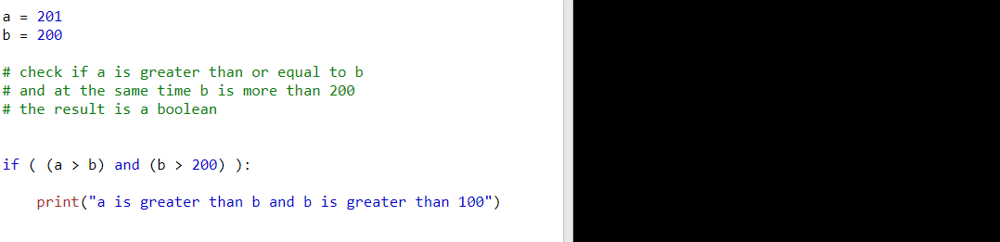 a = 201
b = 200
# check if a is greater than or equal to b
# and at the same time b is more than 200
# the result is a boolean
if ( (a > b) and (b > 200) ):
print("a is greater than b and b is greater than 100")